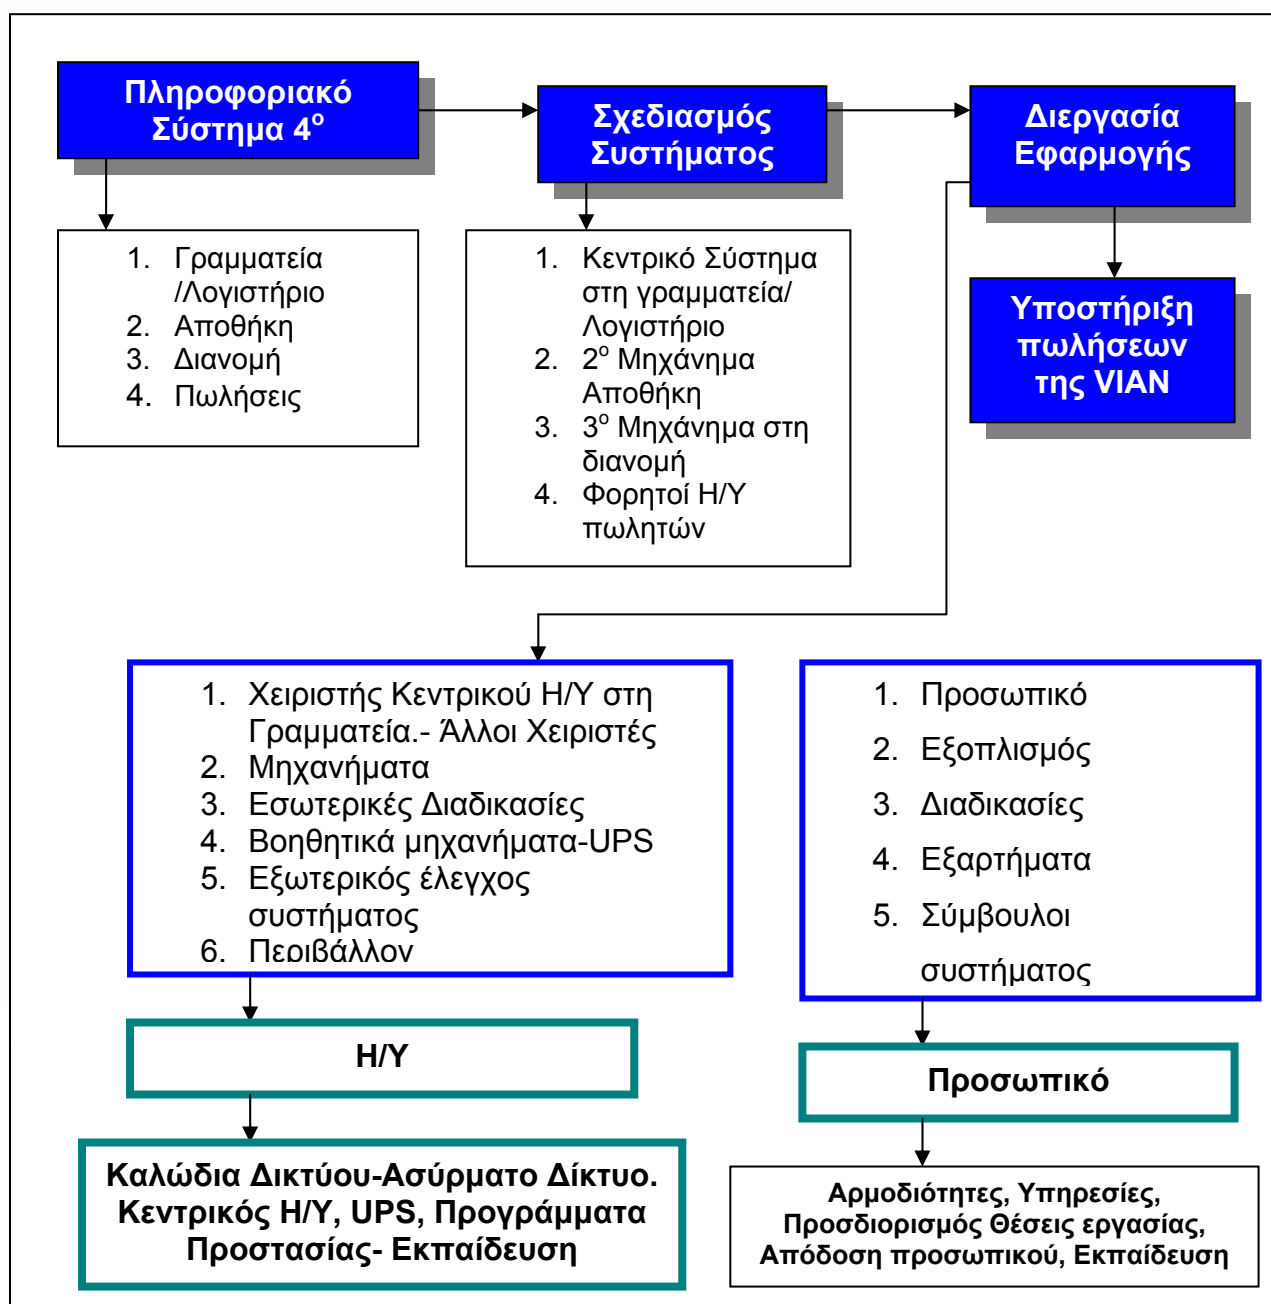 Πληροφοριακό
Σύστημα 4ο
Σχεδιασμός
Συστήματος
Διεργασία
Εφαρμογής
1. Γραμματεία
/Λογιστήριο
2. Αποθήκη
3. Διανομή
4. Πωλήσεις
1. Κεντρικό Σύστημα
στη γραμματεία/
Λογιστήριο
2. 2ο Μηχάνημα
Αποθήκη
3. 3ο Μηχάνημα στη
διανομή
4. Φορητοί Η/Υ
πωλητών
Υποστήριξη
πωλήσεων
της VIAN
1. Χειριστής Κεντρικού Η/Υ στη
Γραμματεία.- Άλλοι Χειριστές
2. Μηχανήματα
3. Εσωτερικές Διαδικασίες
4. Βοηθητικά μηχανήματα-UPS
5. Εξωτερικός έλεγχος
συστήματος
6. Περιβάλλον
1. Προσωπικό
2. Εξοπλισμός
3. Διαδικασίες
4. Εξαρτήματα
5. Σύμβουλοι
συστήματος
Η/Υ
Προσωπικό
Καλώδια Δικτύου-Ασύρματο Δίκτυο.
Κεντρικός Η/Υ, UPS, Προγράμματα
Προστασίας- Εκπαίδευση
Αρμοδιότητες, Υπηρεσίες,
Προσδιορισμός Θέσεις εργασίας,
Απόδοση προσωπικού, Εκπαίδευση